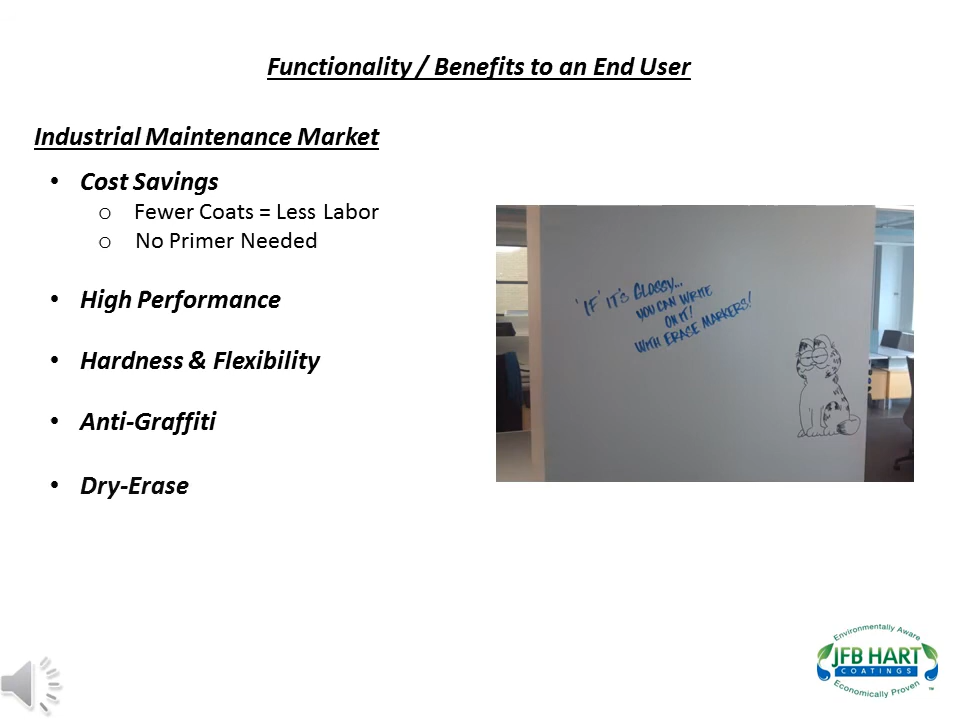 Functionality / Benefits to an End User
Industrial Maintenance Market
• Cost Savings
o Fewer Coats = Less Labor
o No Primer Needed
• High Performance
• Hardness & Flexibility
• Anti-Graffiti
• Dry-Erase
'IF' IT'S GLOSSY...
YOU CAN WRITE
ON IT!
WITH ERASE MARKERS!
Environmentally Aware
JFB HART
COATINGS
Economically Proven
™